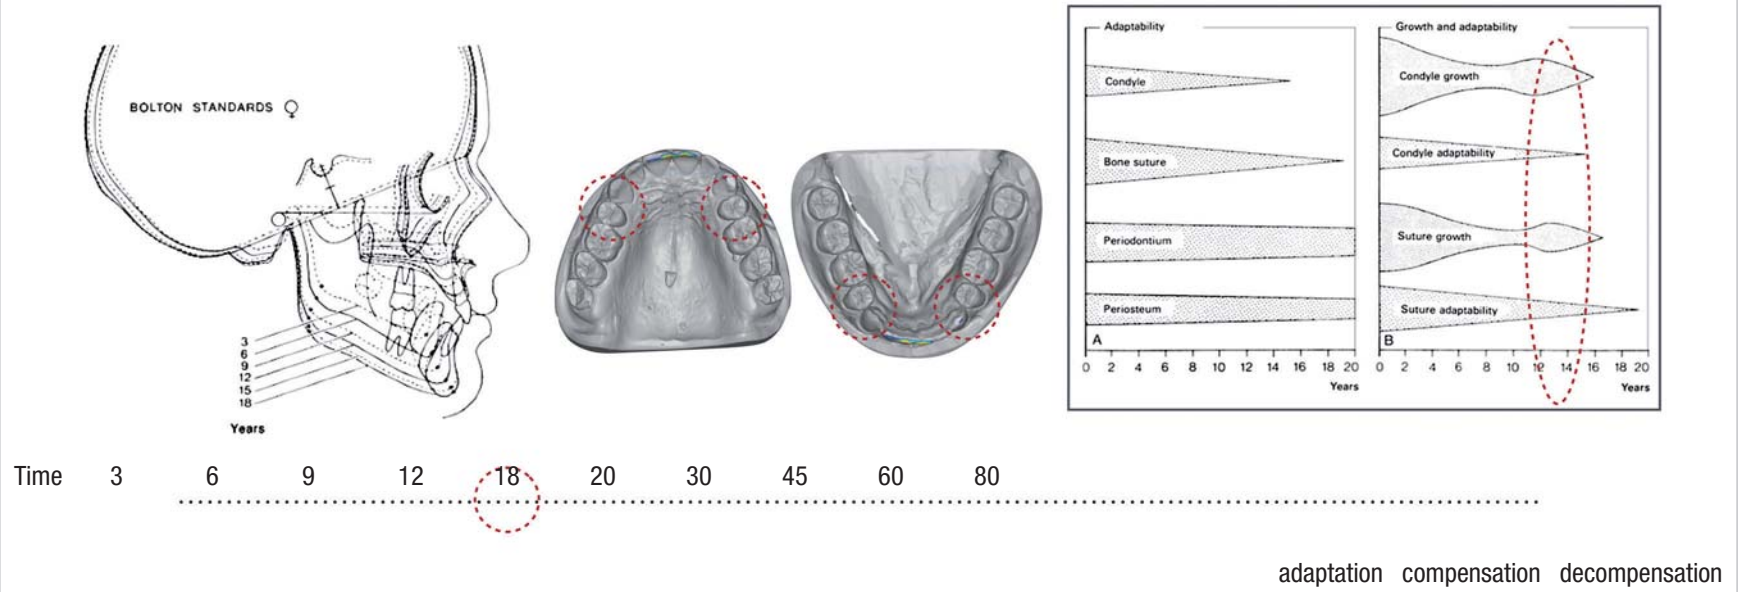 BOLTON STANDARDS ♀
3
6
9
12
15
18
Years
Adaptability
Condyle
Bone suture
Periodontium
Periosteum
A
0 2 4 6 8 10 12 14 16 18 20
Years
Growth and adaptability
Condyle growth
Condyle adaptability
Suture growth
Suture adaptability
B
0 2 4 6 8 10 12 14 16 18 20
Years
Time 3 6 9 12 18 20 30 45 60 80
adaptation compensation decompensation